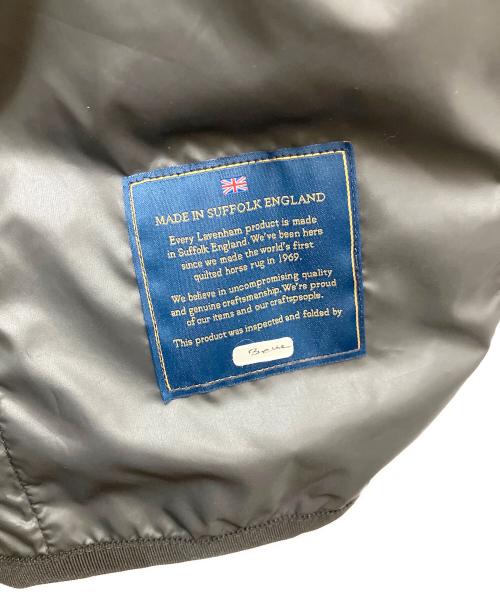 MADE IN SUFFOLK ENGLAND
Every Lavenham product is made
in Suffolk England. We've been here
since we made the world's first
quilted horse rug in 1969.
We believe in uncompromising quality
and genuine craftsmanship. We're proud
of our items and our craftspeople.
This product was inspected and folded by